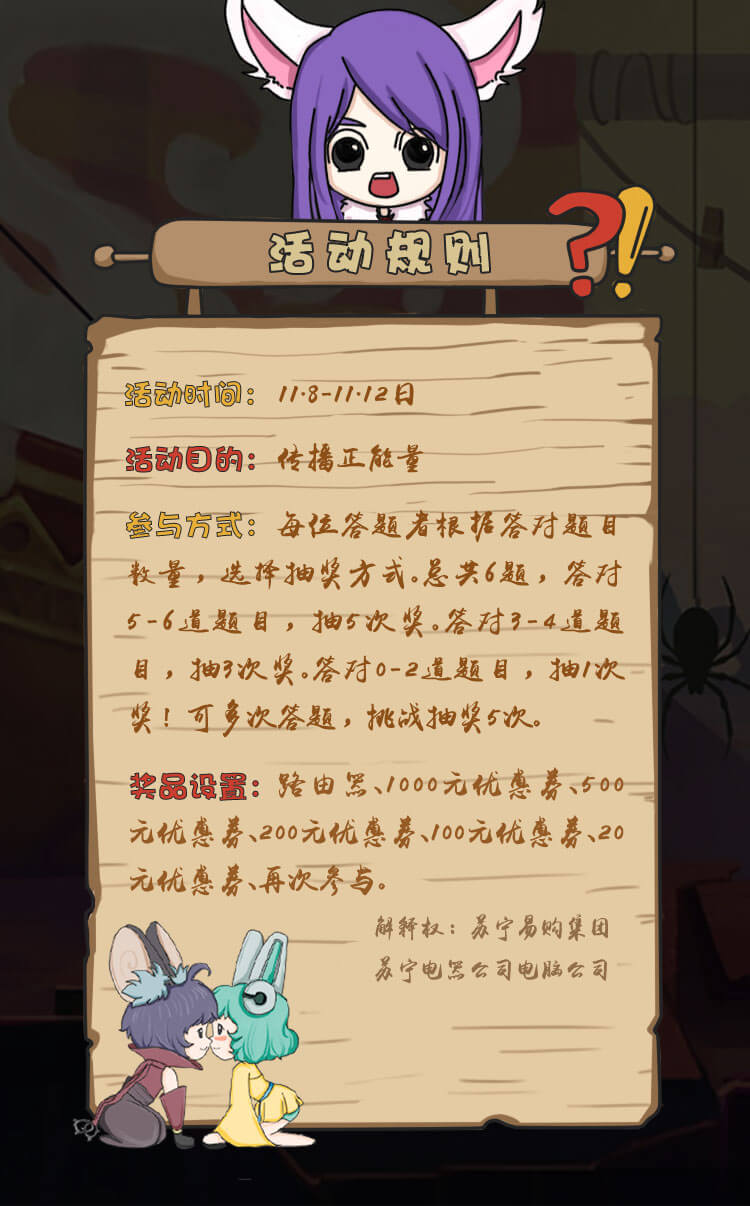 活动规则
?!
活动时间：11·8-11·12日
活动目的：传播正能量
参与方式：每位答题者根据答对题目
数量，选择抽奖方式。总共6题，答对
5-6道题目，抽5次奖。答对3-4道题
目，抽3次奖。答对0-2道题目，抽1次
奖！可多次答题，挑战抽奖5次。
奖品设置：路由器、1000元优惠券、500
元优惠券、200元优惠券、100元优惠券、20
元优惠券、再次参与。
解释权：苏宁易购集团
苏宁电器公司电脑公司